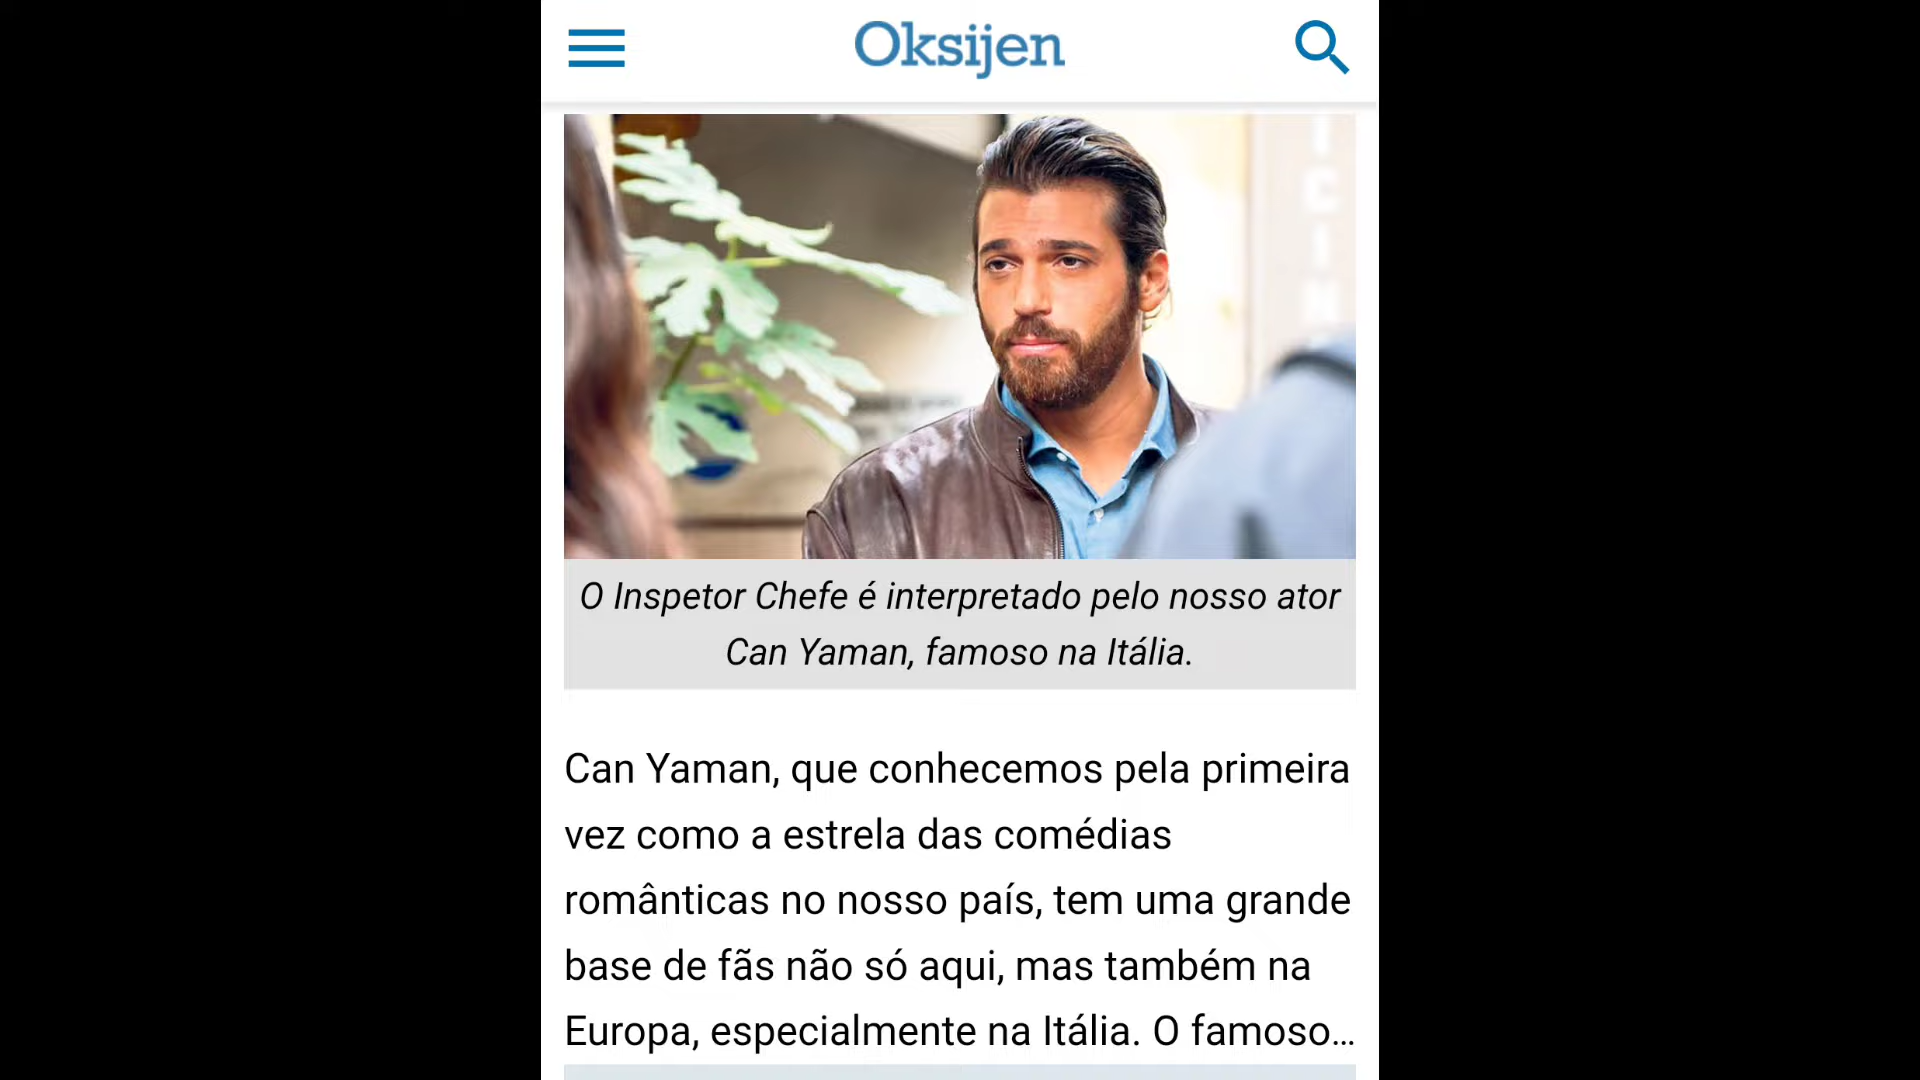 Oksijen
O Inspetor Chefe é interpretado pelo nosso ator
Can Yaman, famoso na Itália.
Can Yaman, que conhecemos pela primeira
vez como a estrela das comédias
românticas no nosso país, tem uma grande
base de fãs não só aqui, mas também na
Europa, especialmente na Itália. O famoso...